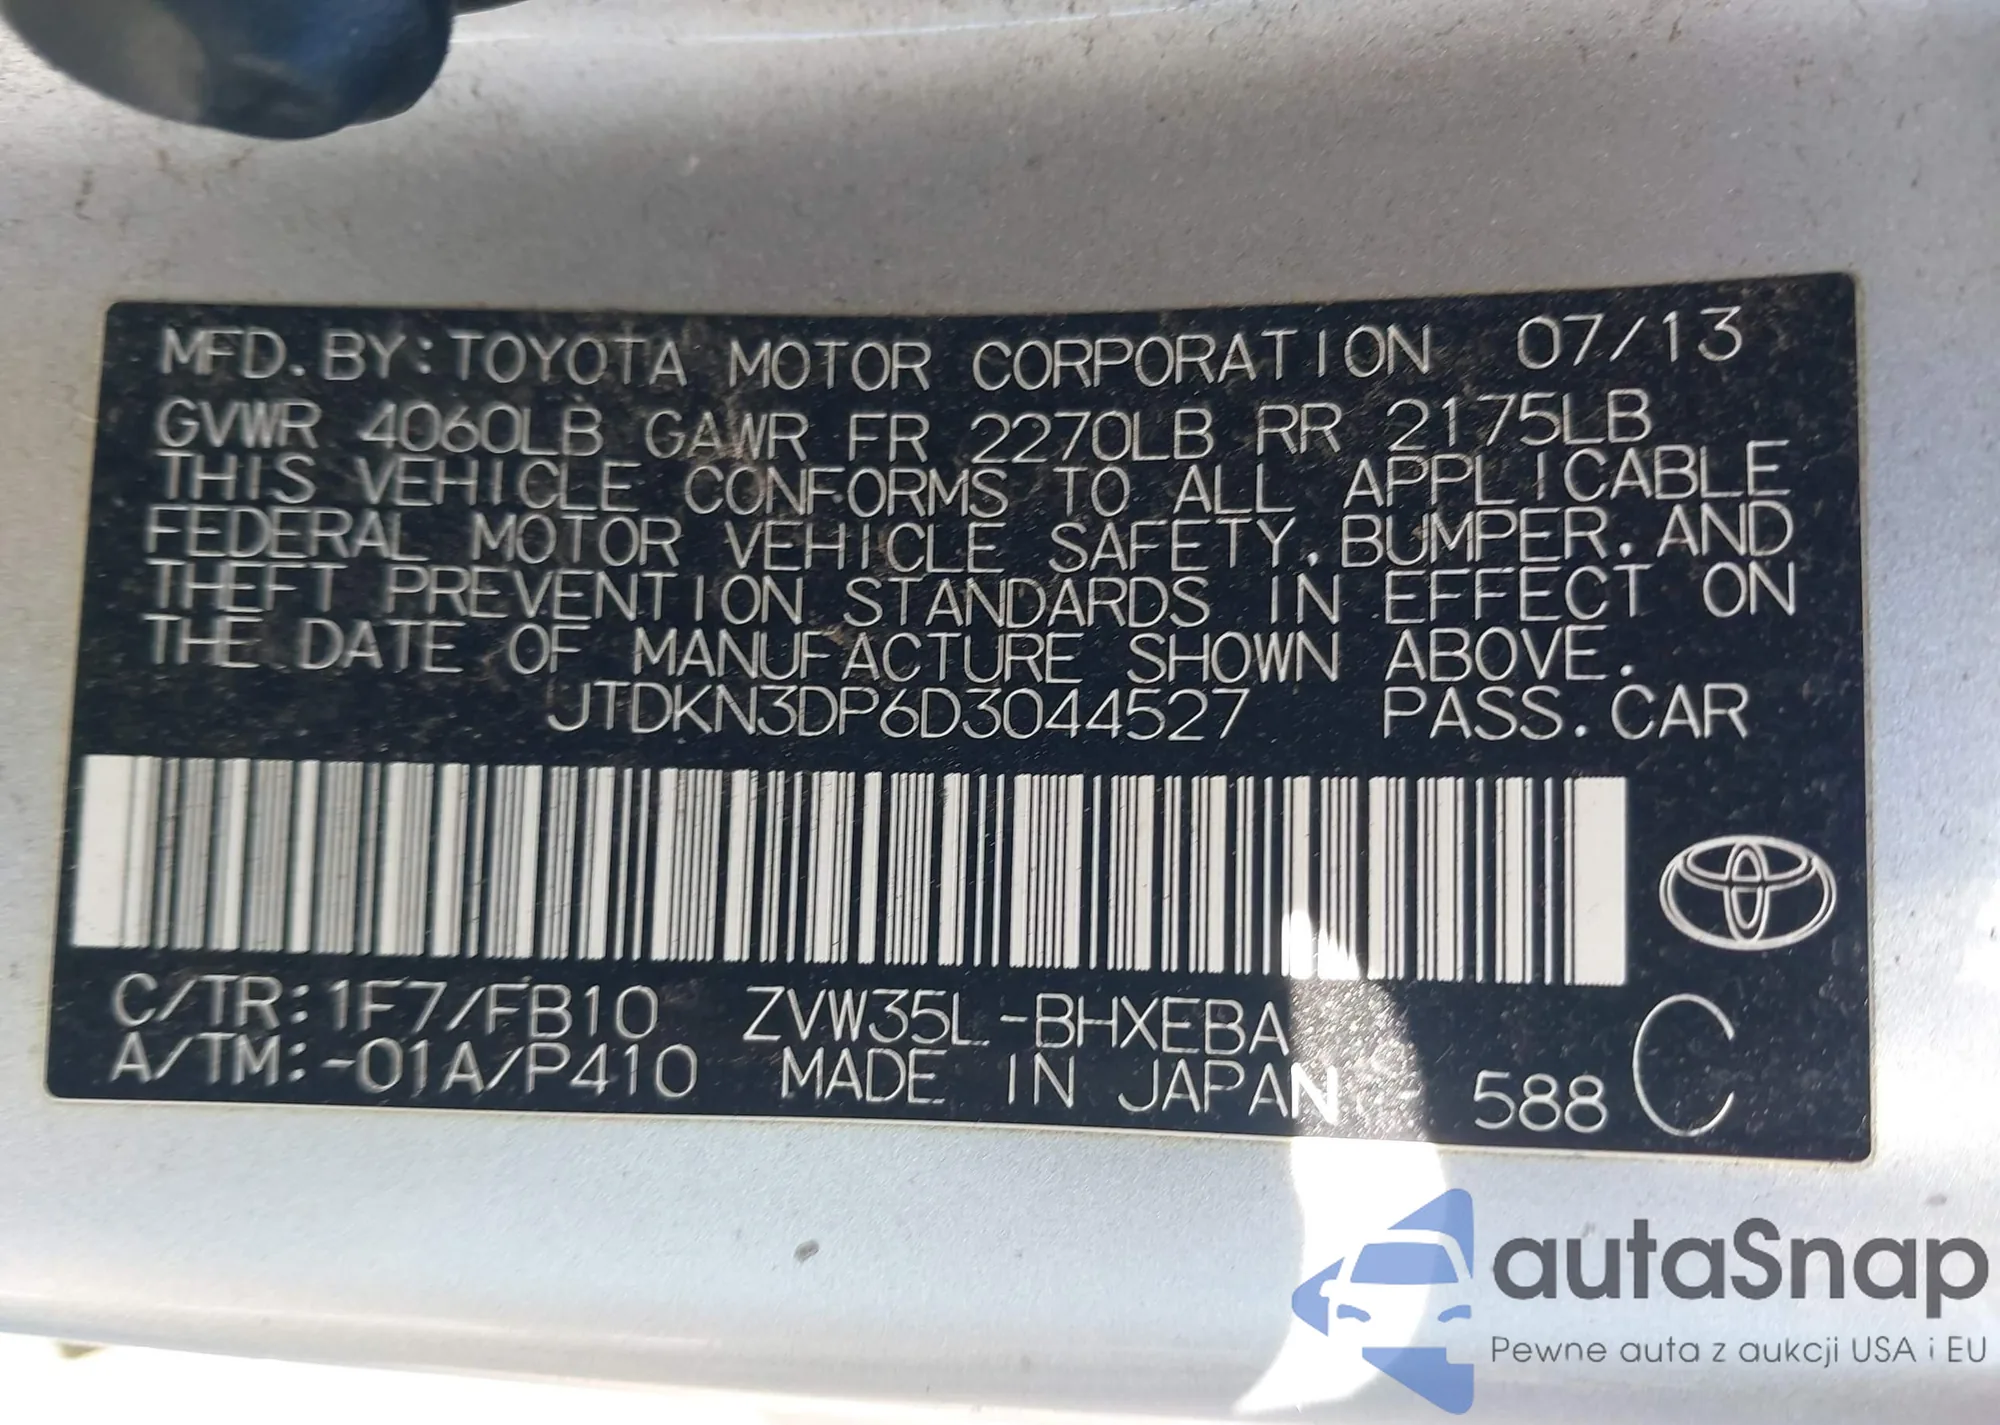 MFD. BY: TOYOTA MOTOR CORPORATION 07/13
GVWR 4060LB GAWR FR 2270LB RR 2175LB
THIS VEHICLE CONFORMS TO ALL APPLICABLE
FEDERAL MOTOR VEHICLE SAFETY, BUMPER, AND
THEFT PREVENTION STANDARDS IN EFFECT ON
THE DATE OF MANUFACTURE SHOWN ABOVE.
JTDKN3DP6D3044527 PASS. CAR
C/TR: 1F7/FB10 ZVW35L-BHXEBA
A/TM: -01A/P410 MADE IN JAPAN 588 C
autaSnap
Pewne auta z aukcji USA i EU